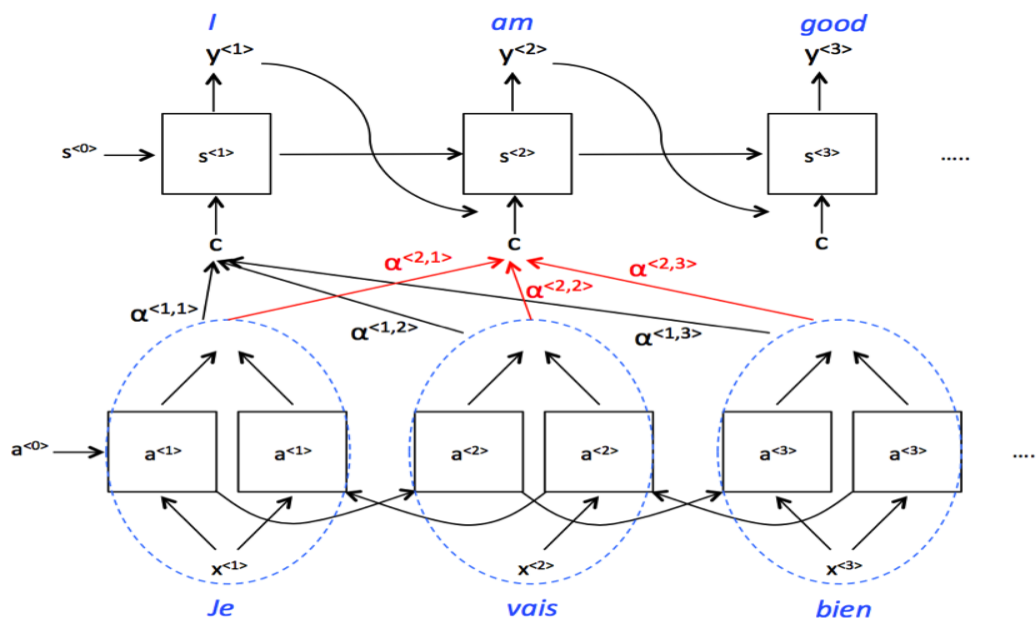 I am good
y<1> y<2> y<3>
s<0> s<1> s<2> s<3> .....
c c c
α<2,1> α<2,2> α<2,3>
α<1,1> α<1,2> α<1,3>
a<0> a<1> a<1> a<2> a<2> a<3> a<3> ....
x<1> x<2> x<3>
Je vais bien